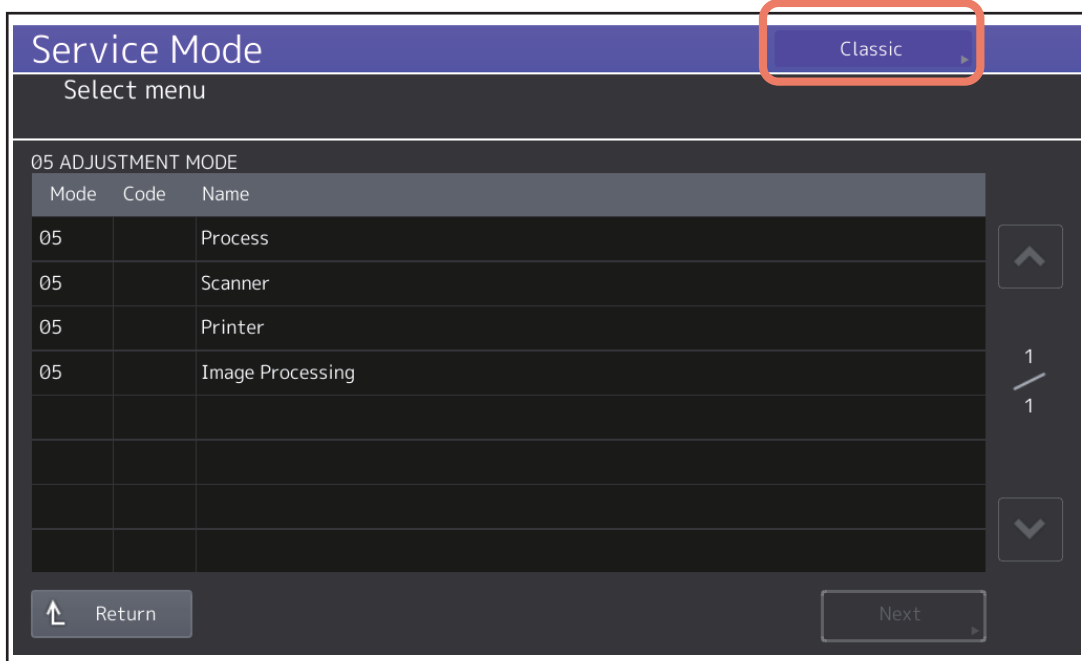 Service Mode
Classic
Select menu
05 ADJUSTMENT MODE
Mode Code Name
05 Process
05 Scanner
05 Printer
05 Image Processing
1
1
Return
Next